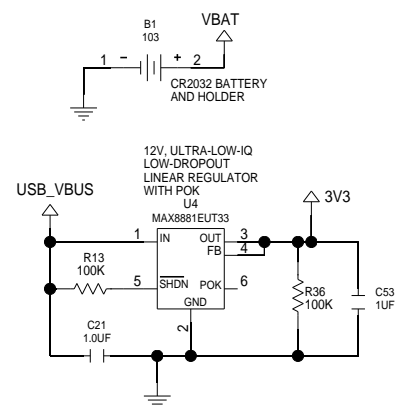 B1
103
VBAT
1
−
+
2
CR2032 BATTERY
AND HOLDER
12V, ULTRA-LOW-IQ
LOW-DROPOUT
LINEAR REGULATOR
WITH POK
U4
MAX8881EUT33
USB_VBUS
3V3
1
IN
OUT
3
FB
4
R13
100K
5
SHDN
POK
6
GND
2
R36
100K
C53
1UF
C21
1.0UF